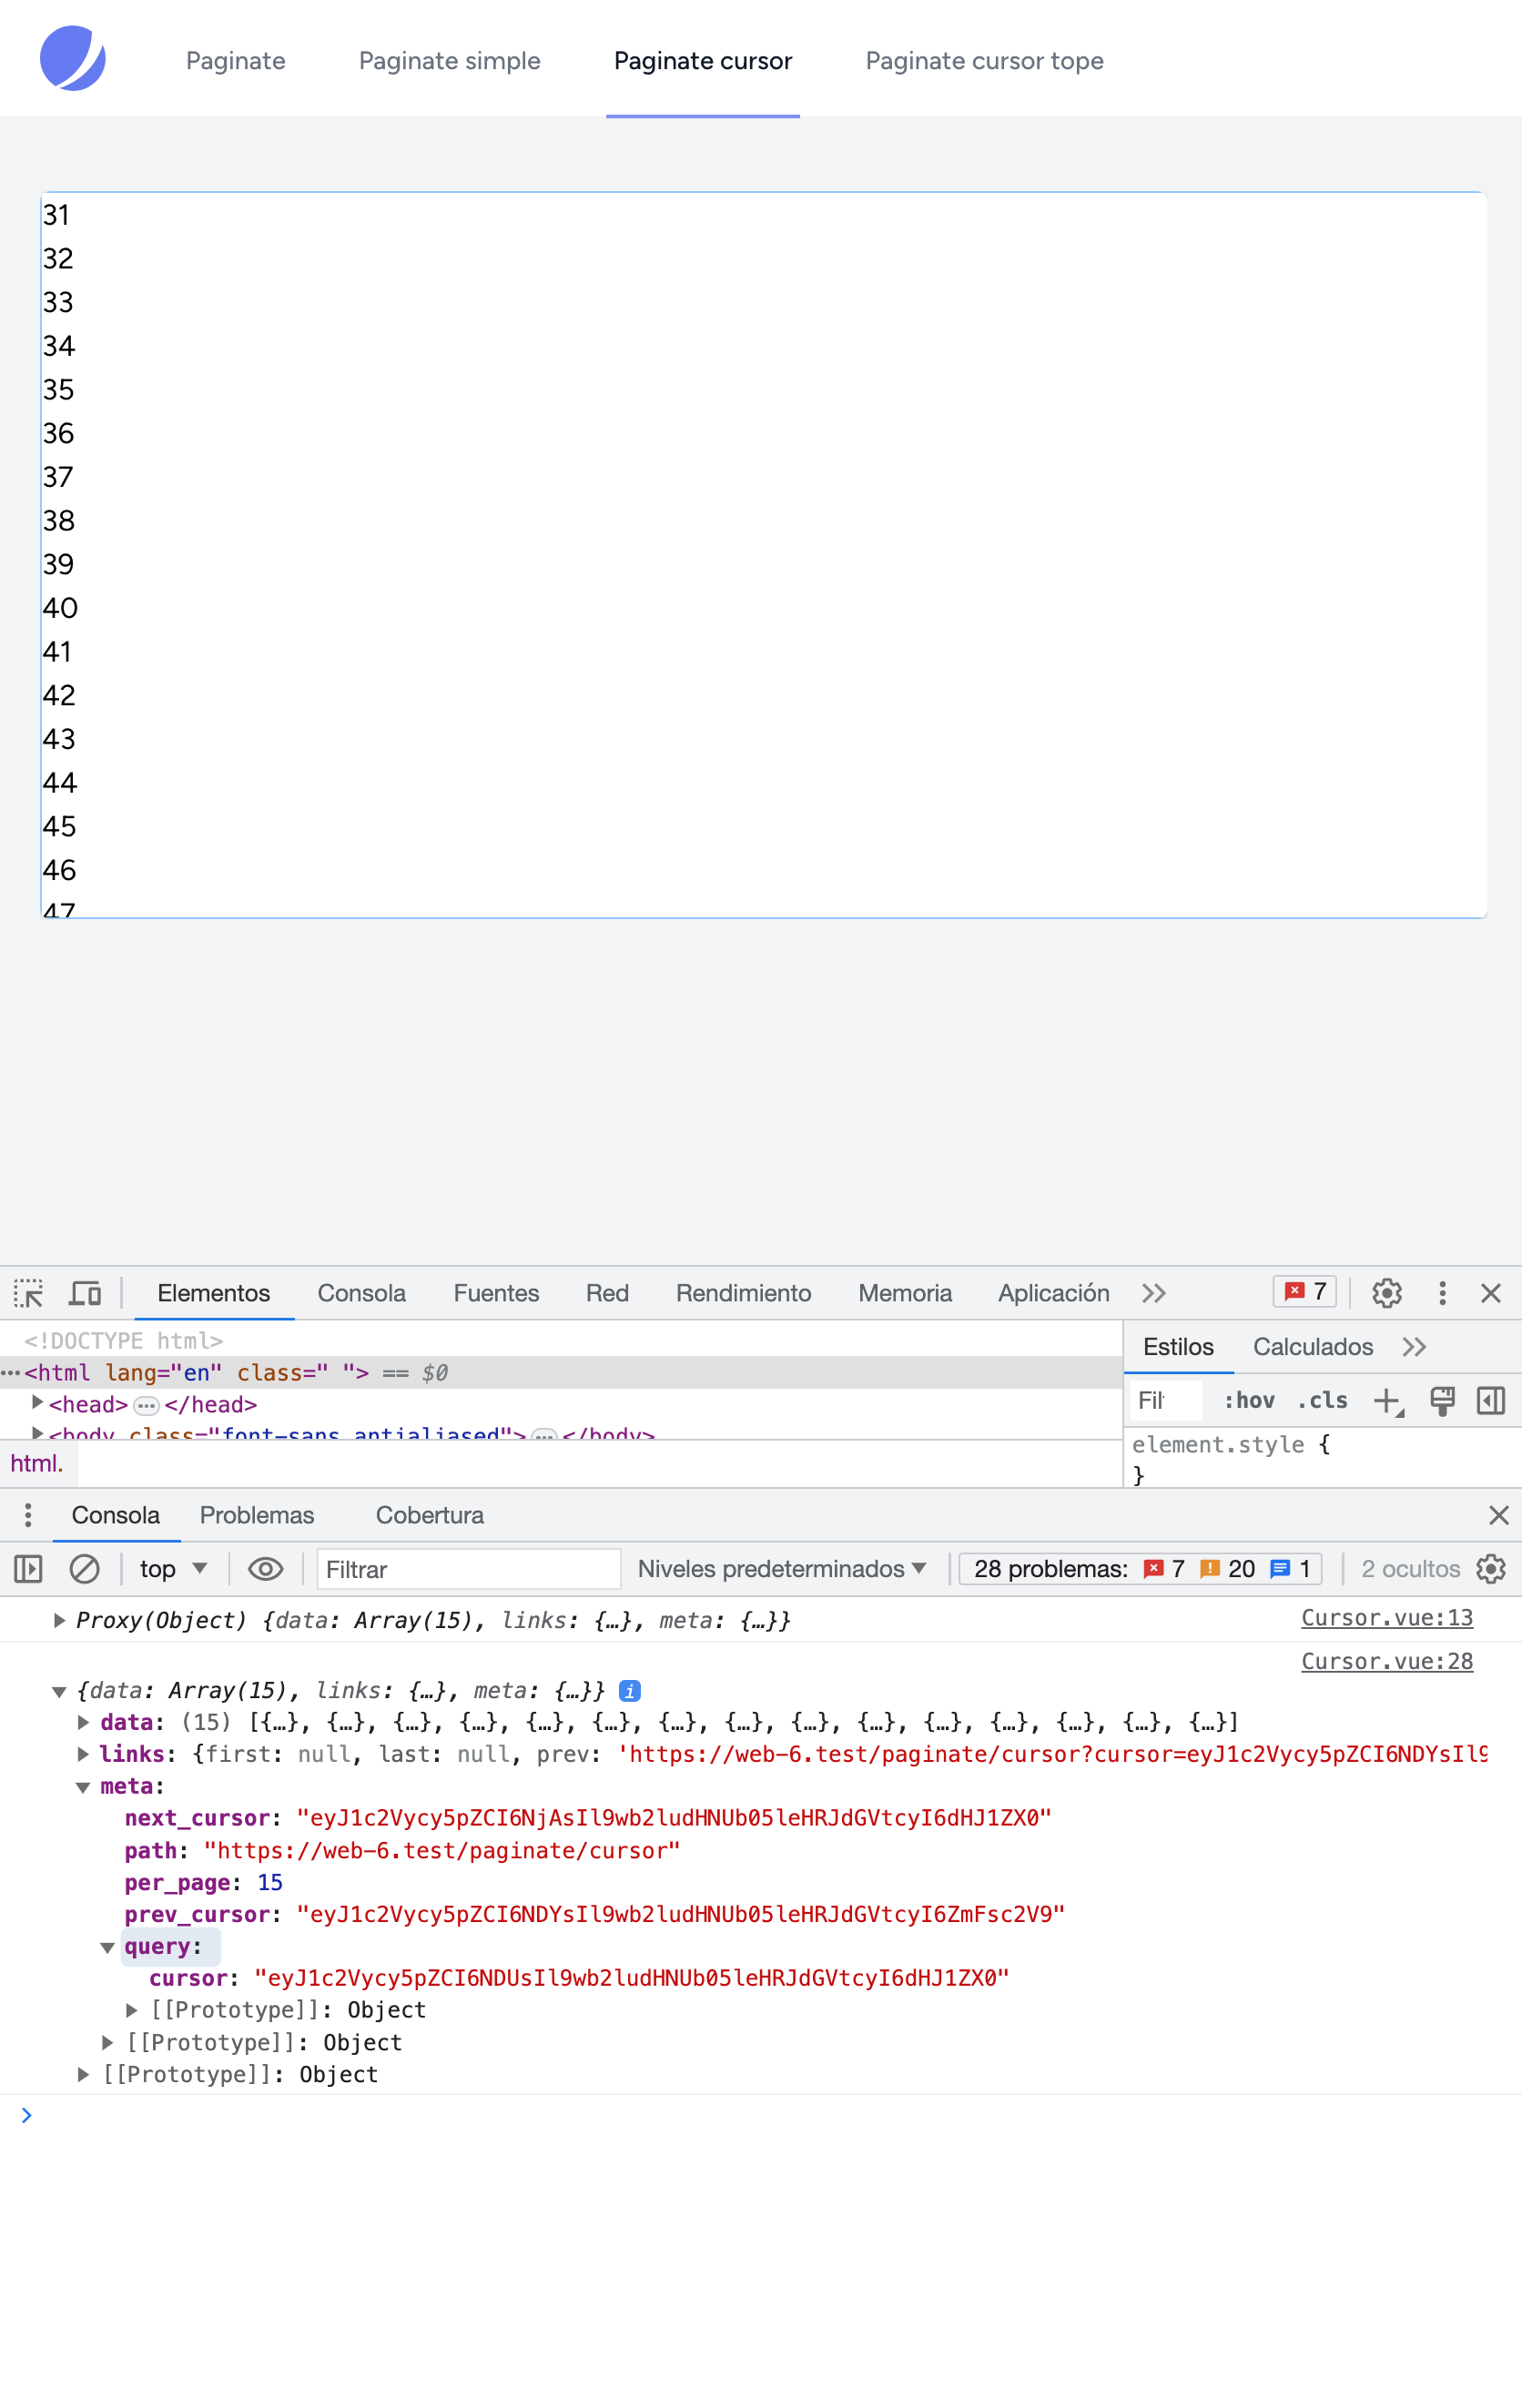 Paginate Paginate simple Paginate cursor Paginate cursor tope
31
32
33
34
35
36
37
38
39
40
41
42
43
44
45
46
47
Elementos Consola Fuentes Red Rendimiento Memoria Aplicación 7
<!DOCTYPE html>
<html lang="en" class=" "> == $0
<head> </head>
<body class="font-sans antialiased"> </body>
html.
Estilos Calculados
Filt :hov .cls
element.style {
}
Consola Problemas Cobertura
top Filtrar Niveles predeterminados 28 problemas: 7 20 1 2 ocultos
Proxy(Object) {data: Array(15), links: {…}, meta: {…}} Cursor.vue:13
Cursor.vue:28
{data: Array(15), links: {…}, meta: {…}} i
data: (15) [{…}, {…}, {…}, {…}, {…}, {…}, {…}, {…}, {…}, {…}, {…}, {…}, {…}, {…}, {…}]
links: {first: null, last: null, prev: 'https://web-6.test/paginate/cursor?cursor=eyJ1c2Vycy5pZCI6NDYsIl9
meta:
next_cursor: "eyJ1c2Vycy5pZCI6NjAsIl9wb2ludHNUb05leHRJdGVtcyI6dHJ1ZX0"
path: "https://web-6.test/paginate/cursor"
per_page: 15
prev_cursor: "eyJ1c2Vycy5pZCI6NDYsIl9wb2ludHNUb05leHRJdGVtcyI6ZmFsc2V9"
query:
cursor: "eyJ1c2Vycy5pZCI6NDUsIl9wb2ludHNUb05leHRJdGVtcyI6dHJ1ZX0"
[[Prototype]]: Object
[[Prototype]]: Object
[[Prototype]]: Object